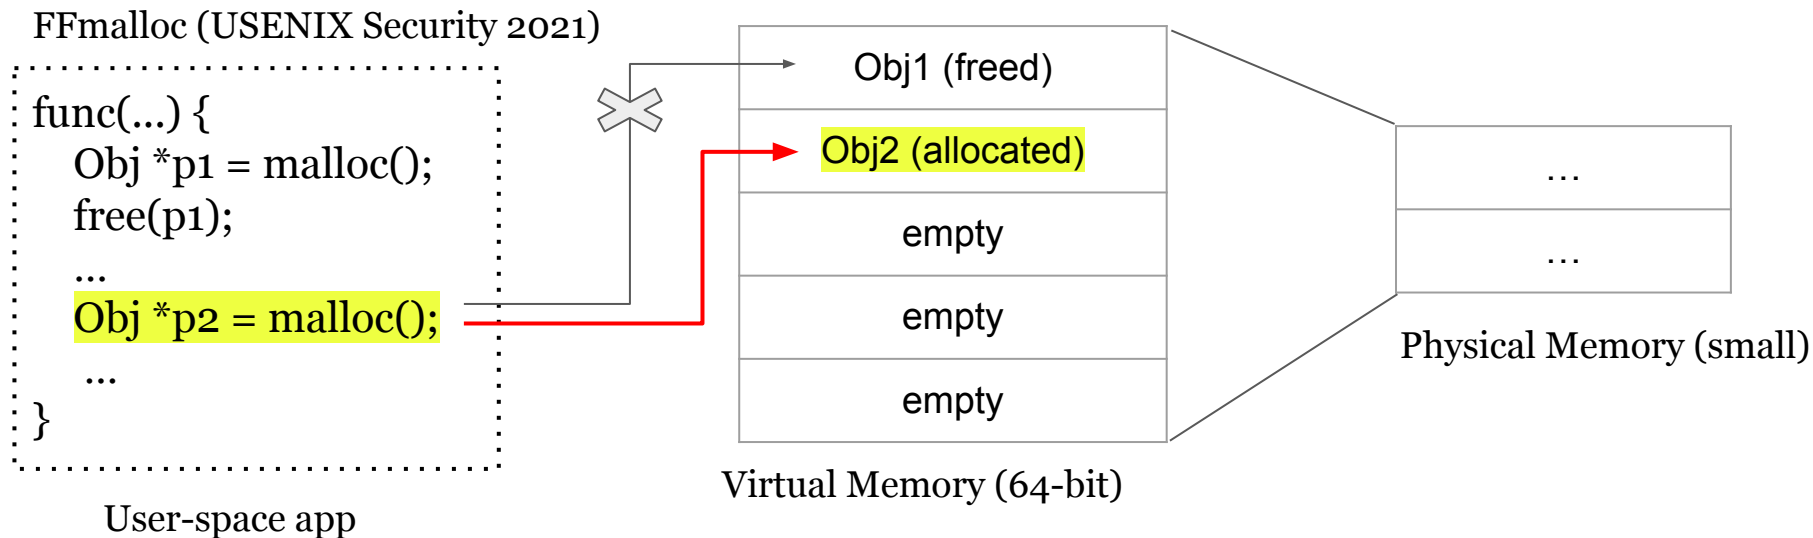 FFmalloc (USENIX Security 2021)
func(...) {
Obj *p1 = malloc();
free(p1);
...
Obj *p2 = malloc();
...
}
User-space app
Obj1 (freed)
Obj2 (allocated)
empty
empty
empty
Virtual Memory (64-bit)
...
...
Physical Memory (small)